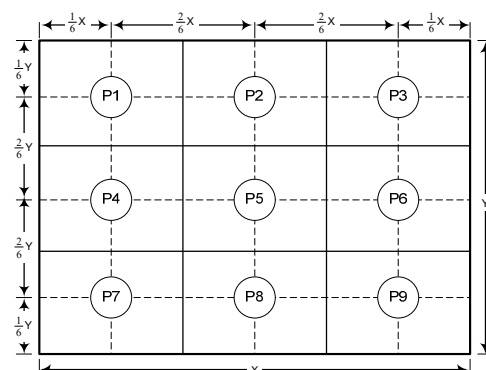 1/6 X 2/6 X 2/6 X 1/6 X
1/6 Y
P1 P2 P3
2/6 Y
Y
P4 P5 P6
2/6 Y
P7 P8 P9
1/6 Y
X